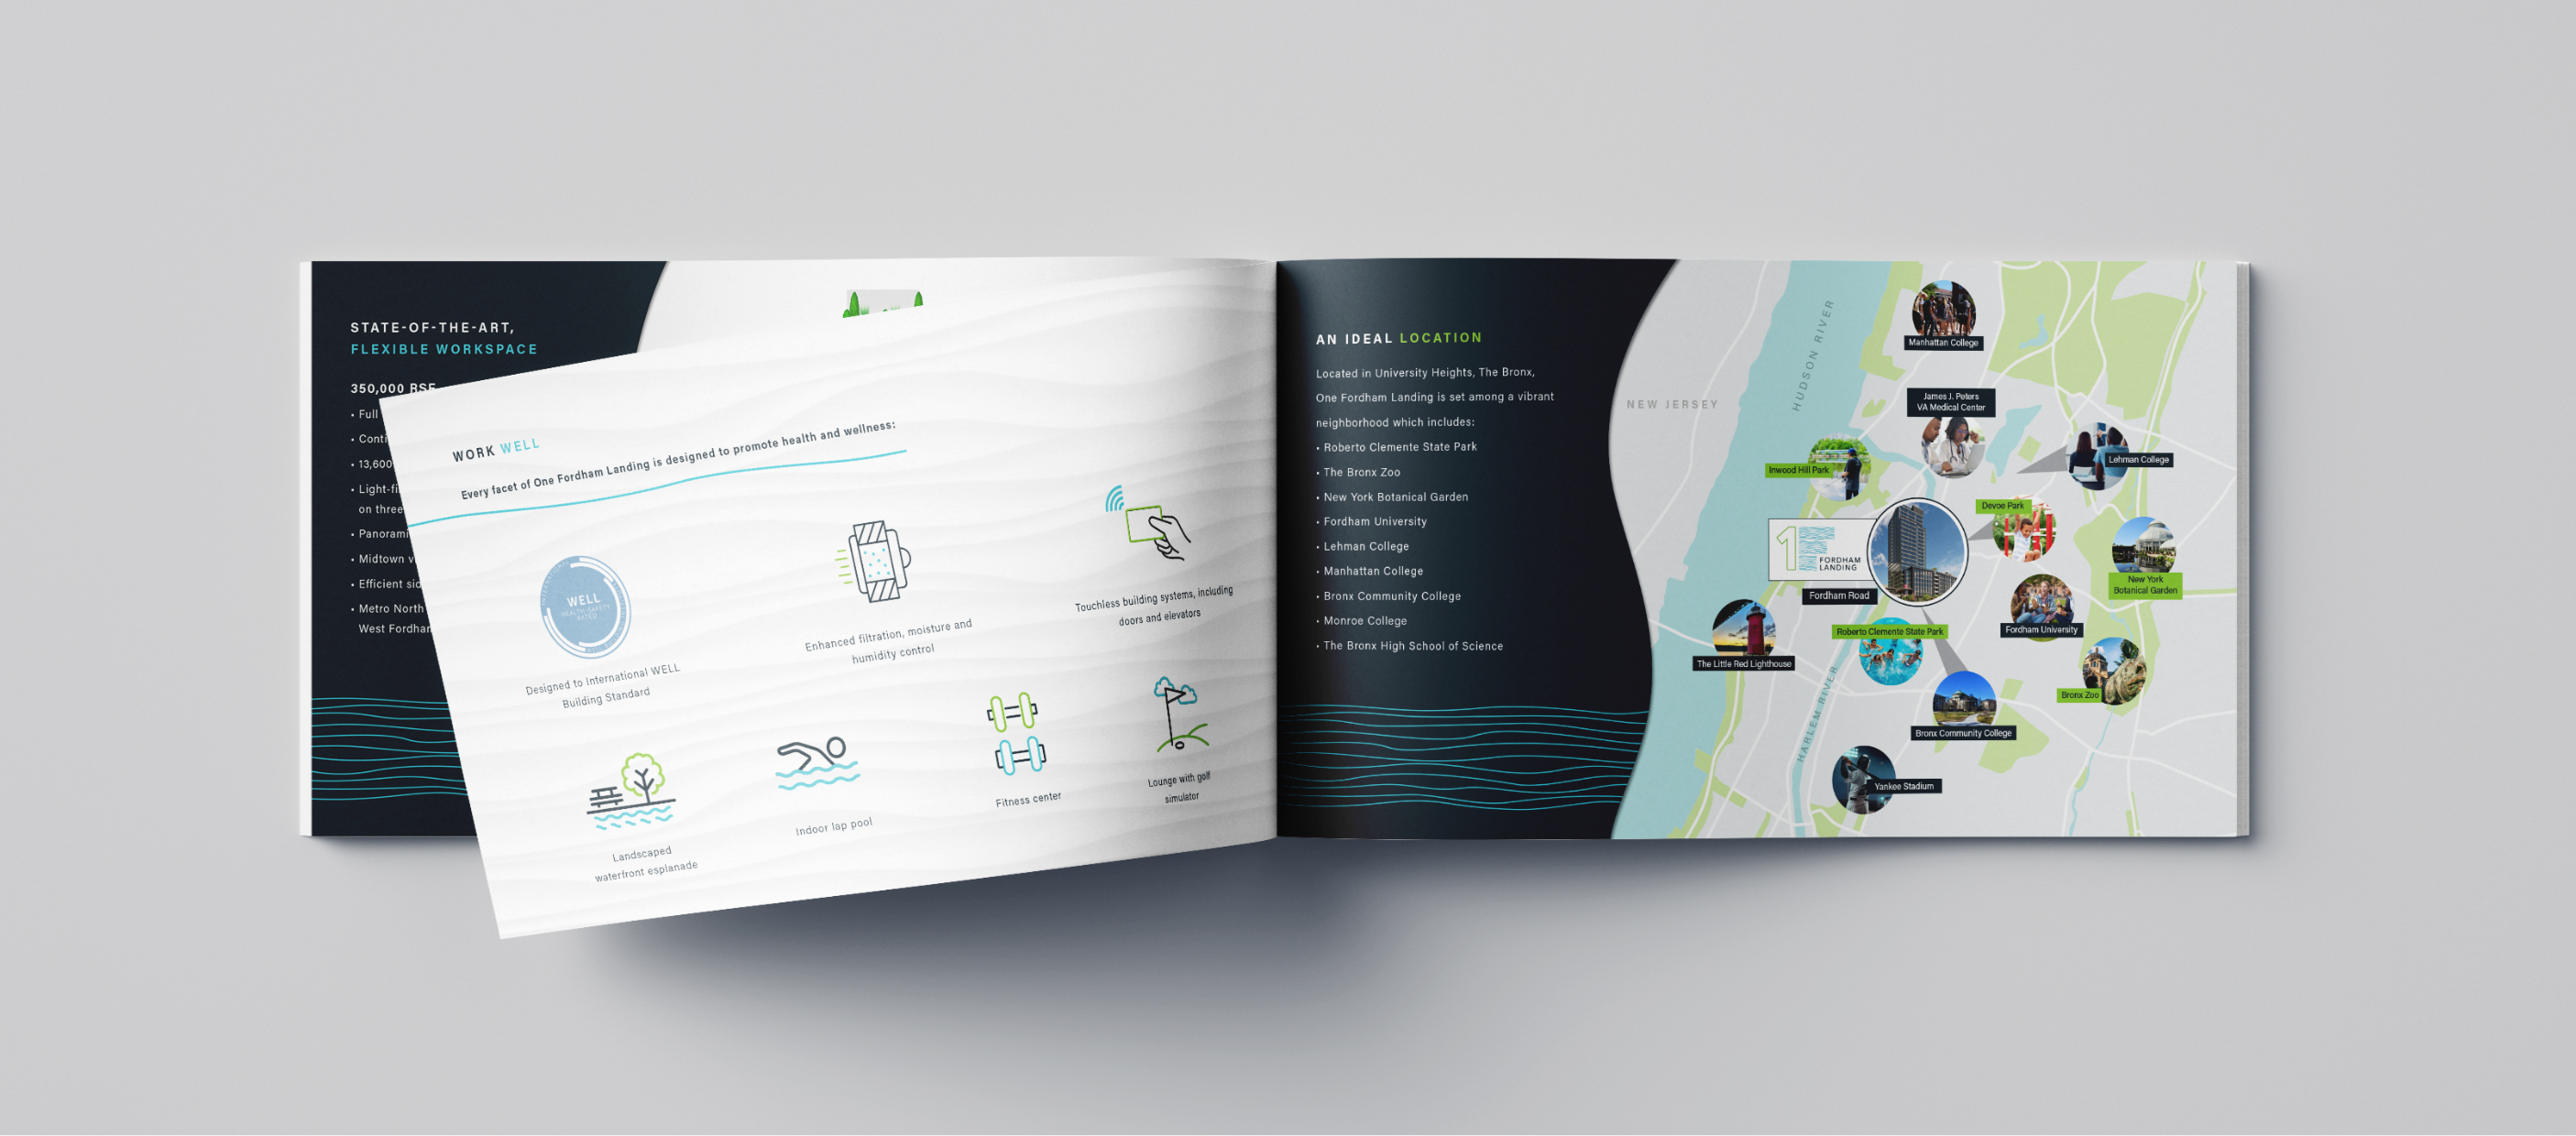 STATE-OF-THE-ART,
FLEXIBLE WORKSPACE
350,000 RSF
• Full
• Conti
• 13,600
• Light-fi
on three
• Panorami
• Midtown v
• Efficient sid
• Metro North
West Fordham
WORK WELL
Every facet of One Fordham Landing is designed to promote health and wellness:
WELL
HEALTH-SAFETY
RATED
Designed to International WELL
Building Standard
Enhanced filtration, moisture and
humidity control
Touchless building systems, including
doors and elevators
Landscaped
waterfront esplanade
Indoor lap pool
Fitness center
Lounge with golf
simulator
AN IDEAL LOCATION
Located in University Heights, The Bronx,
One Fordham Landing is set among a vibrant
neighborhood which includes:
• Roberto Clemente State Park
• The Bronx Zoo
• New York Botanical Garden
• Fordham University
• Lehman College
• Manhattan College
• Bronx Community College
• Monroe College
• The Bronx High School of Science
NEW JERSEY
HUDSON RIVER
Manhattan College
James J. Peters
VA Medical Center
Inwood Hill Park
Lehman College
Devoe Park
1F
FORDHAM
LANDING
Fordham Road
New York
Botanical Garden
Fordham University
Roberto Clemente State Park
The Little Red Lighthouse
Bronx Zoo
HARLEM RIVER
Bronx Community College
Yankee Stadium